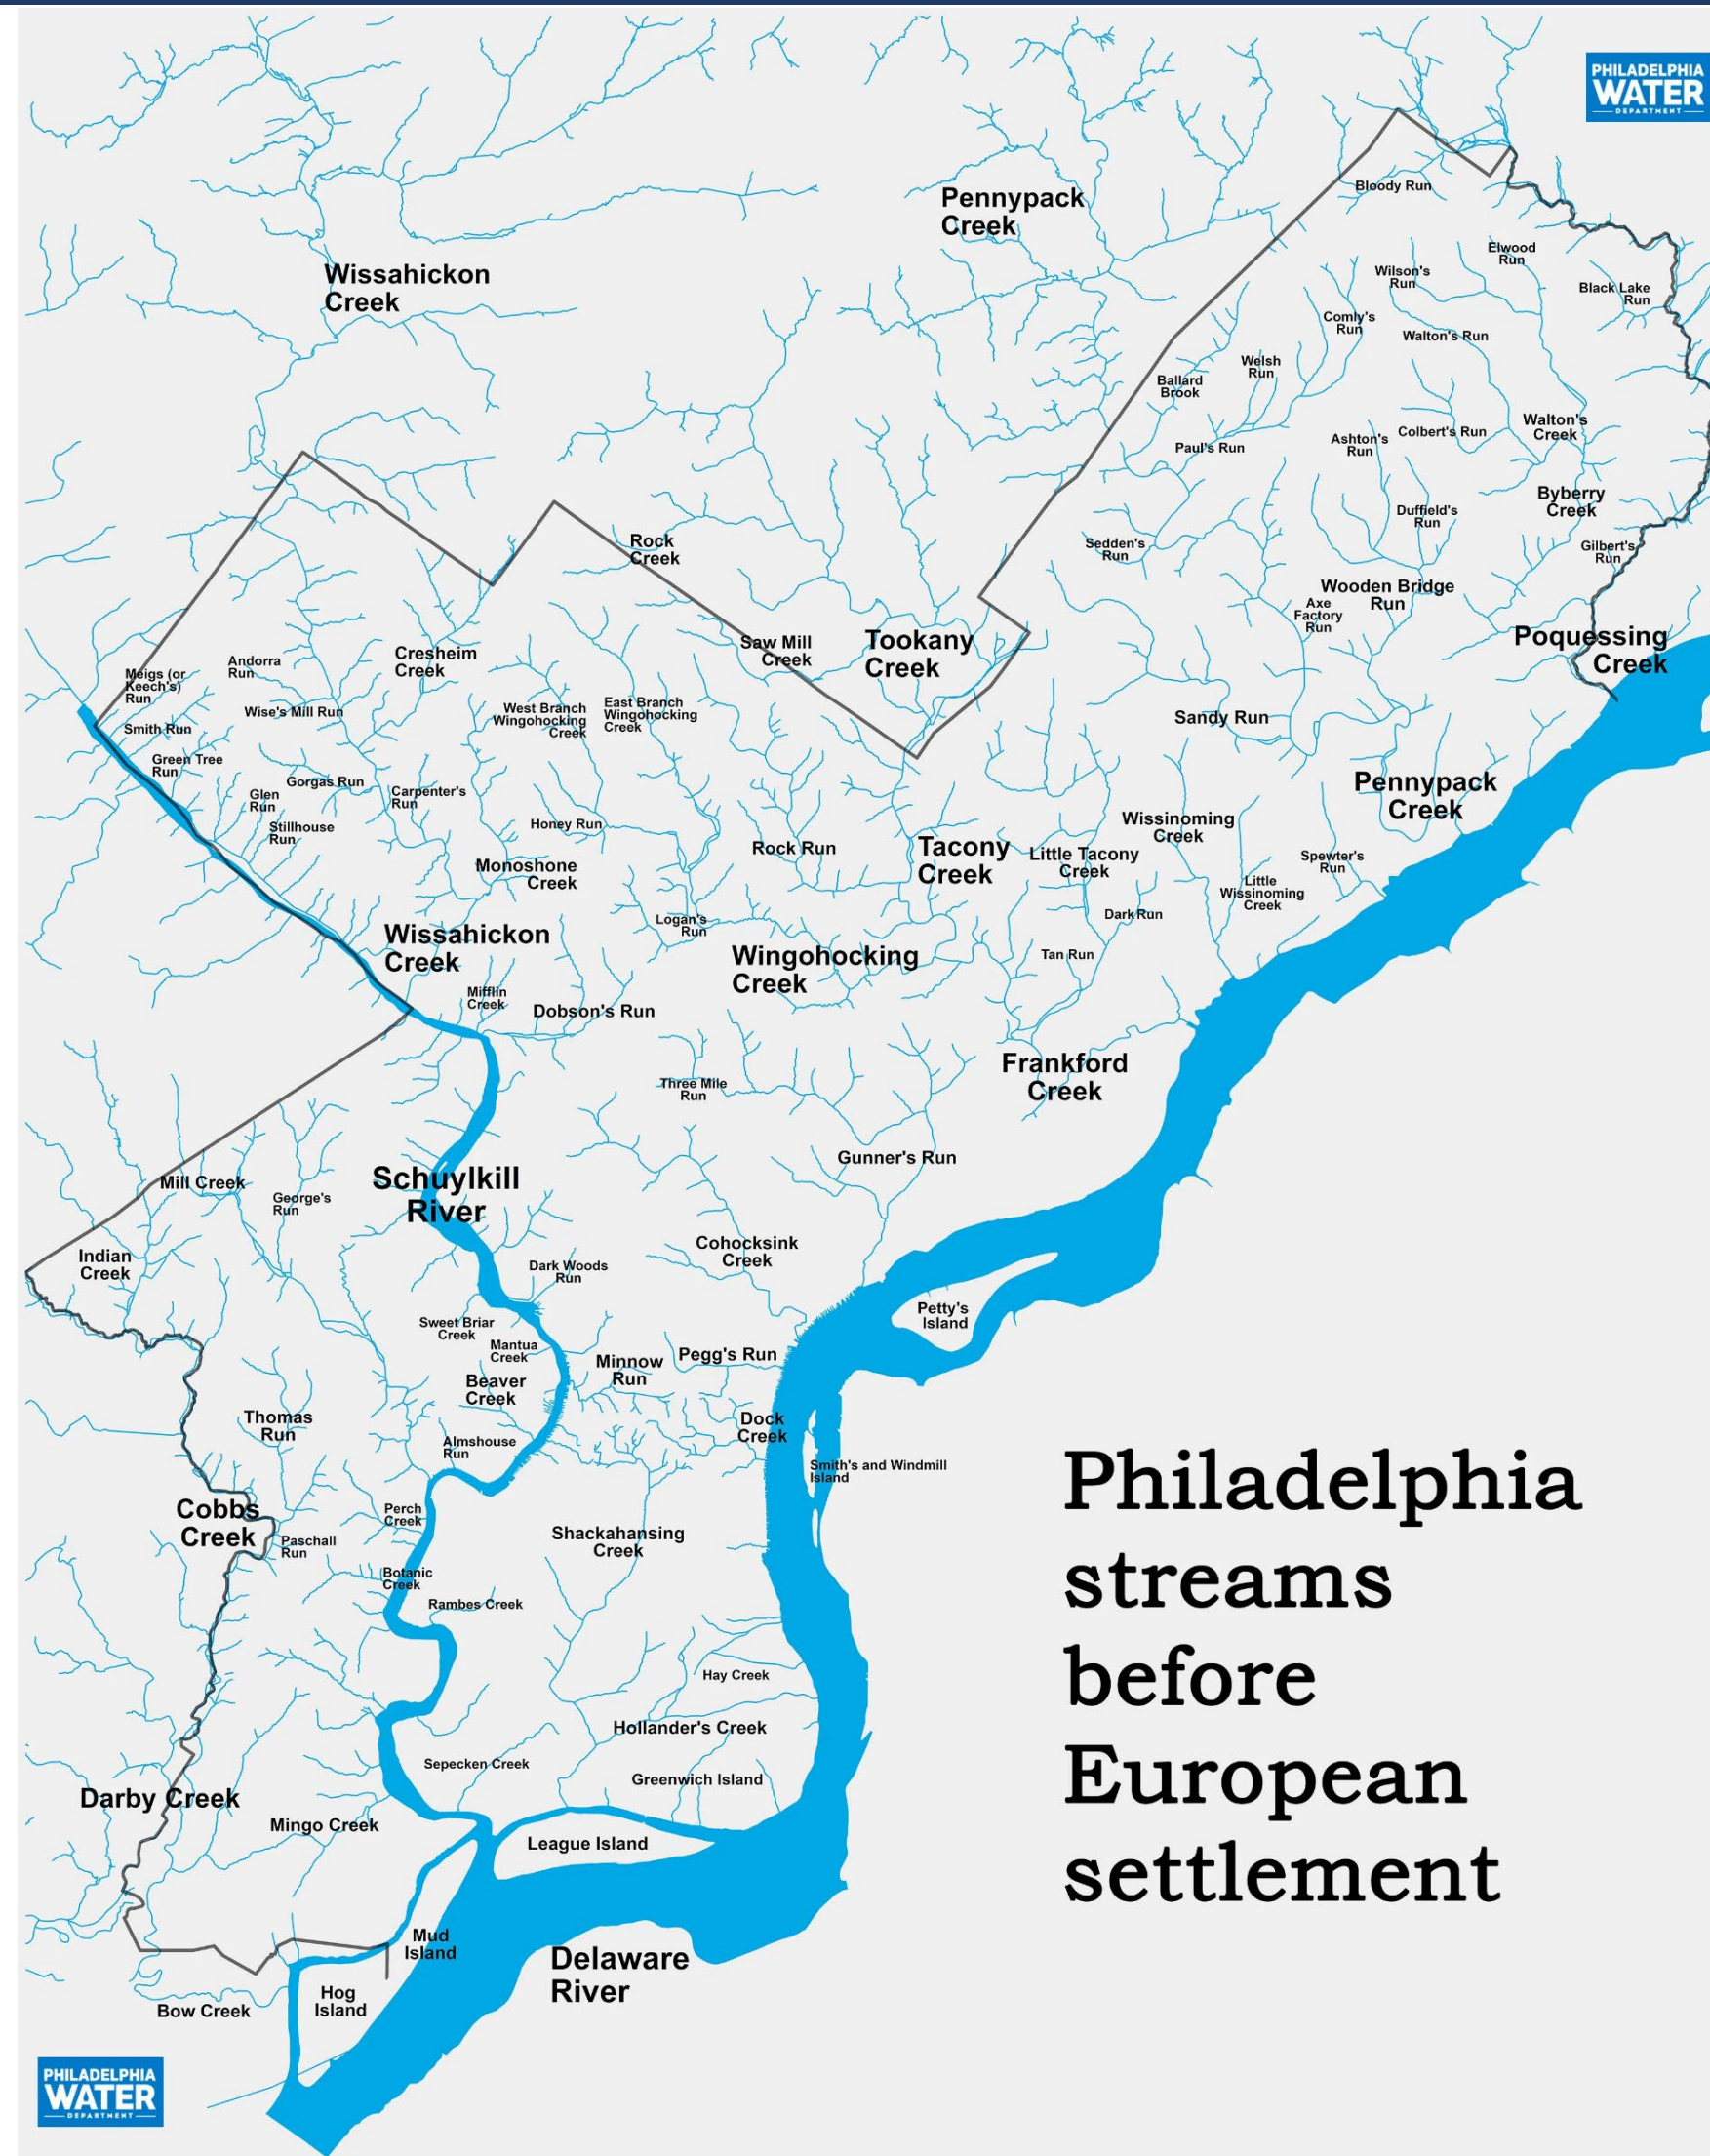 PHILADELPHIA
WATER
DEPARTMENT
Bloody Run
Pennypack
Creek
Elwood
Run
Wissahickon
Creek
Wilson's
Run
Black Lake
Run
Comly's
Run
Walton's Run
Welsh
Run
Ballard
Brook
Walton's
Creek
Colbert's Run
Ashton's
Run
Paul's Run
Byberry
Creek
Duffield's
Run
Rock
Creek
Sedden's
Run
Gilbert's
Run
Wooden Bridge
Run
Axe
Factory
Run
Saw Mill
Creek
Tookany
Creek
Poquessing
Creek
Cresheim
Creek
Andorra
Run
Meigs (or
Keech's)
Run
West Branch
Wingohocking
Creek
East Branch
Wingohocking
Creek
Wise's Mill Run
Sandy Run
Smith Run
Green Tree
Run
Gorgas Run
Glen
Run
Carpenter's
Run
Pennypack
Creek
Stillhouse
Run
Honey Run
Wissinoming
Creek
Rock Run
Tacony
Creek
Little Tacony
Creek
Spewter's
Run
Monoshone
Creek
Little
Wissinoming
Creek
Dark Run
Logan's
Run
Wissahickon
Creek
Wingohocking
Creek
Tan Run
Mifflin
Creek
Dobson's Run
Frankford
Creek
Three Mile
Run
Gunner's Run
Schuylkill
River
Mill Creek
George's
Run
Indian
Creek
Cohocksink
Creek
Dark Woods
Run
Petty's
Island
Sweet Briar
Creek
Mantua
Creek
Minnow
Run
Pegg's Run
Beaver
Creek
Thomas
Run
Dock
Creek
Almshouse
Run
Smith's and Windmill
Island
Cobbs
Creek
Perch
Creek
Paschall
Run
Shackahansing
Creek
Botanic
Creek
Rambes Creek
Hay Creek
Hollander's Creek
Sepecken Creek
Greenwich Island
Darby Creek
Mingo Creek
League Island
Mud
Island
Delaware
River
Hog
Island
Bow Creek
Philadelphia
streams
before
European
settlement
PHILADELPHIA
WATER
DEPARTMENT